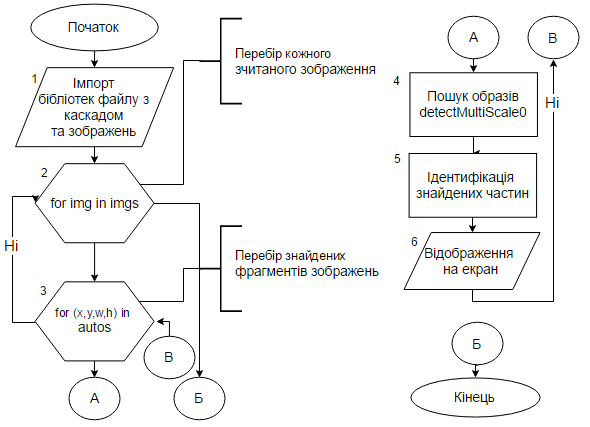 Початок
1
Імпорт
бібліотек файлу з
каскадом
та зображень
Перебір кожного
зчитаного зображення
2
for img in imgs
Ні
3
for (x,y,w,h) in
autos
Перебір знайдених
фрагментів зображень
В
А
Б
А
В
4
Пошук образів
detectMultiScale0
Ні
5
Ідентифікація
знайдених частин
6
Відображення
на екран
Б
Кінець